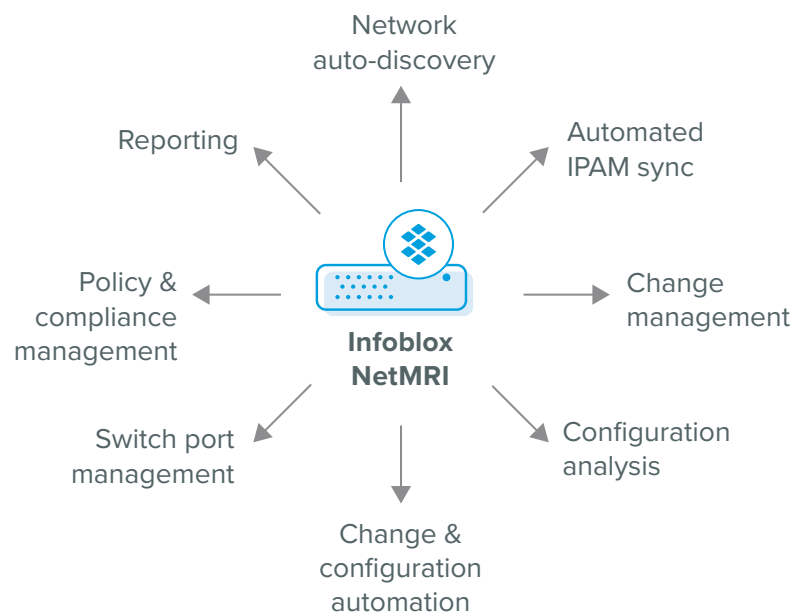 Network
auto-discovery
Automated
IPAM sync
Reporting
Change
management
Policy &
compliance
management
Infoblox
NetMRI
Configuration
analysis
Switch port
management
Change &
configuration
automation